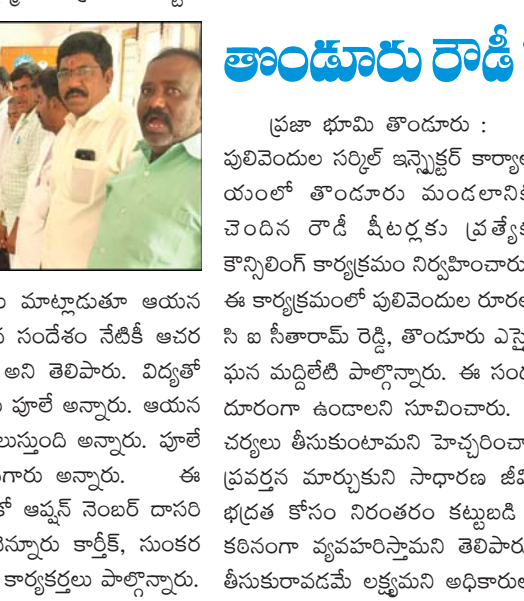 మాట్లాడుతూ ఆయన
సందేశం నేటికీ ఆచర
అని తెలిపారు. విద్యతో
పూలే అన్నారు. ఆయన
లుస్తుంది అన్నారు. పూలే
గారు అన్నారు. ఈ
కో ఆప్షన్ నెంబర్ దాసరి
కార్తీక్, సుంకర
కార్యకర్తలు పాల్గొన్నారు.
తొండూరు రౌడీ
ప్రజా భూమి తొండూరు :
పులివెందుల సర్కిల్ ఇన్స్పెక్టర్ కార్యాల
యంలో తొండూరు మండలానికి
చెందిన రౌడీ షీటర్లకు ప్రత్యేక
కౌన్సిలింగ్ కార్యక్రమం నిర్వహించారు
ఈ కార్యక్రమంలో పులివెందుల రూరల్
సి ఐ సీతారామ్ రెడ్డి, తొండూరు ఎస్సై
ఘన మద్దిలేటి పాల్గొన్నారు. ఈ సంద
దూరంగా ఉండాలని సూచించారు.
చర్యలు తీసుకుంటామని హెచ్చరించా
ప్రవర్తన మార్చుకుని సాధారణ జీవి
భద్రత కోసం నిరంతరం కట్టుబడి
కఠినంగా వ్యవహరిస్తామని తెలిపారు
తీసుకురావడమే లక్ష్యమని అధికారుల